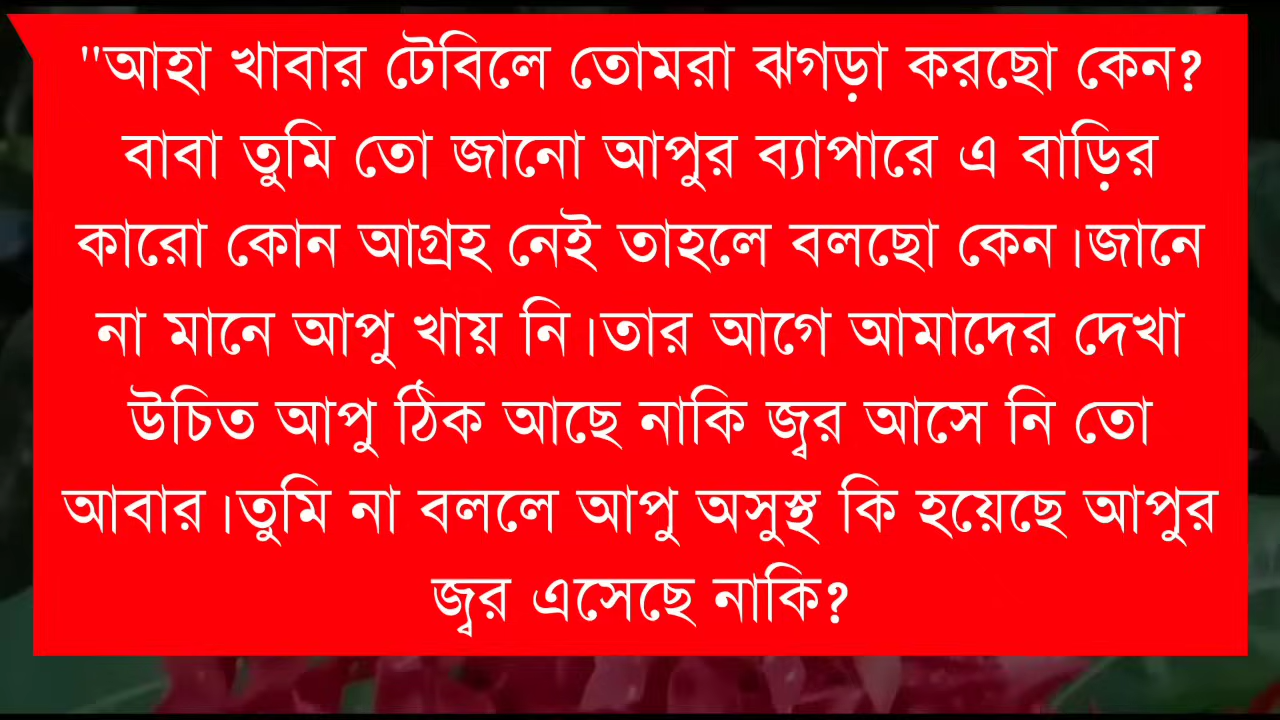 "আহা খাবার টেবিলে তোমরা ঝগড়া করছো কেন?
বাবা তুমি তো জানো আপুর ব্যাপারে এ বাড়ির
কারো কোন আগ্রহ নেই তাহলে বলছো কেন।জানে
না মানে আপু খায় নি।তার আগে আমাদের দেখা
উচিত আপু ঠিক আছে নাকি জ্বর আসে নি তো
আবার।তুমি না বললে আপু অসুস্থ কি হয়েছে আপুর
জ্বর এসেছে নাকি?